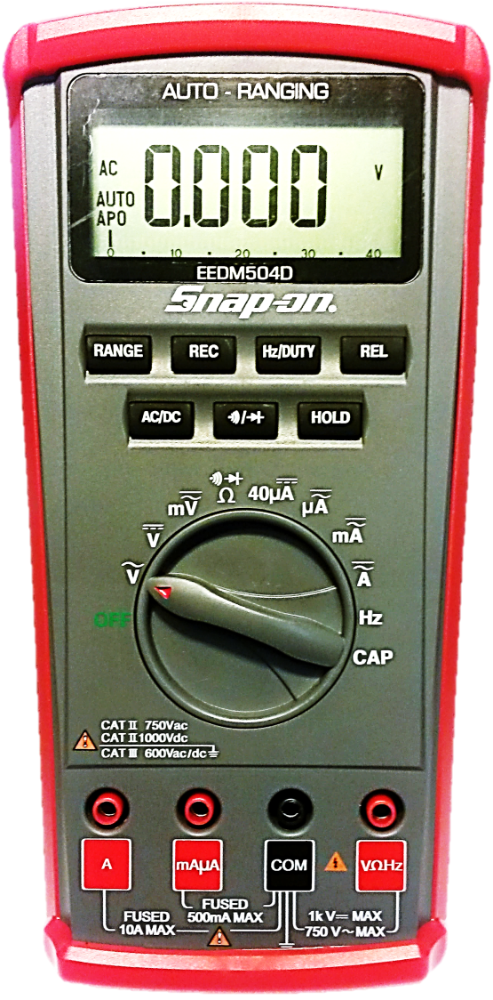 AUTO - RANGING
AC 0.000 V
AUTO
APO
0 10 20 30 40
EEDM504D
Snap-on.
RANGE REC Hz/DUTY REL
AC/DC HOLD
Ω 40µA µA
mV mA
V
V A
OFF Hz
CAP
CAT II 750Vac
CAT II 1000Vdc
CAT III 600Vac/dc
A mAµA COM VΩHz
FUSED
10A MAX
FUSED
500mA MAX
1k V⎓ MAX
750 V~ MAX